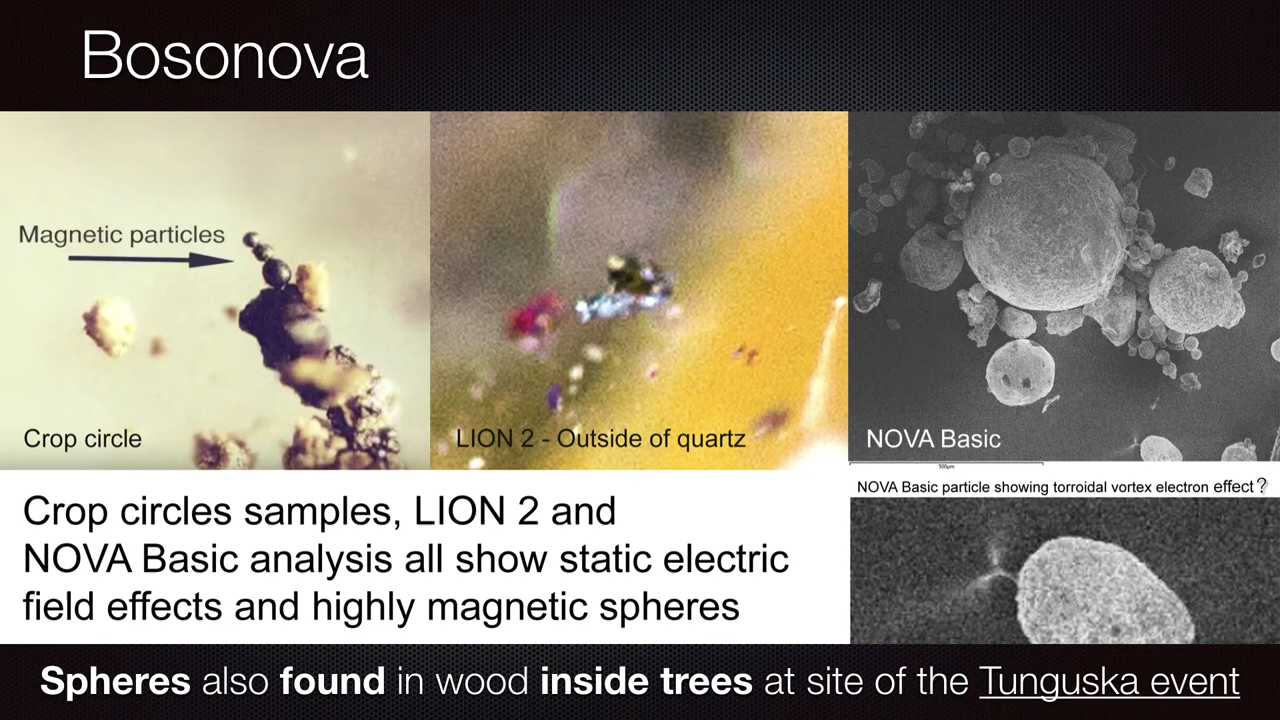 Bosonova
Magnetic particles
Crop circle
LION 2 - Outside of quartz
NOVA Basic
500µm
NOVA Basic particle showing torroidal vortex electron effect ?
Crop circles samples, LION 2 and
NOVA Basic analysis all show static electric
field effects and highly magnetic spheres
Spheres also found in wood inside trees at site of the Tunguska event